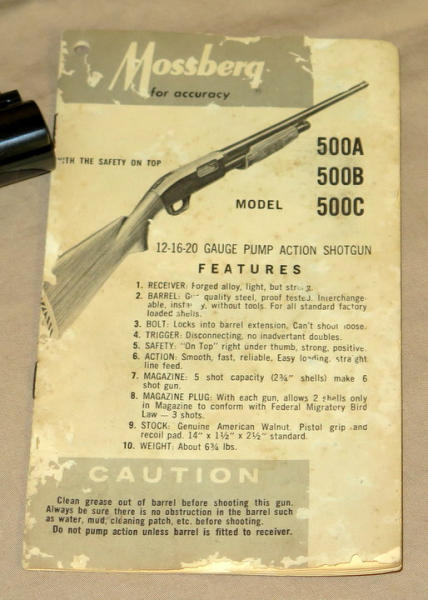 Mossberg
for accuracy
WITH THE SAFETY ON TOP
500A
500B
MODEL 500C
12-16-20 GAUGE PUMP ACTION SHOTGUN
FEATURES
1. RECEIVER: Forged alloy, light, but strong.
2. BARREL: quality steel, proof tested. Interchange-
able, without tools. For all standard factory
loaded shells.
3. BOLT: Locks into barrel extension, Can't shoot loose.
4. TRIGGER: Disconnecting, no inadvertant doubles.
5. SAFETY: "On Top" right under thumb, strong, positive.
6. ACTION: Smooth, fast, reliable, Easy loading, straight
line feed.
7. MAGAZINE: 5 shot capacity (2¾" shells) make 6
shot gun.
8. MAGAZINE PLUG: With each gun, allows 2 shells only
in Magazine to conform with Federal Migratory Bird
Law — 3 shots.
9. STOCK: Genuine American Walnut. Pistol grip and
recoil pad. 14" x 1½" x 2½" standard.
10. WEIGHT: About 6¾ lbs.
CAUTION
Clean grease out of barrel before shooting this gun.
Always be sure there is no obstruction in the barrel such
as water, mud, cleaning patch, etc. before shooting.
Do not pump action unless barrel is fitted to receiver.